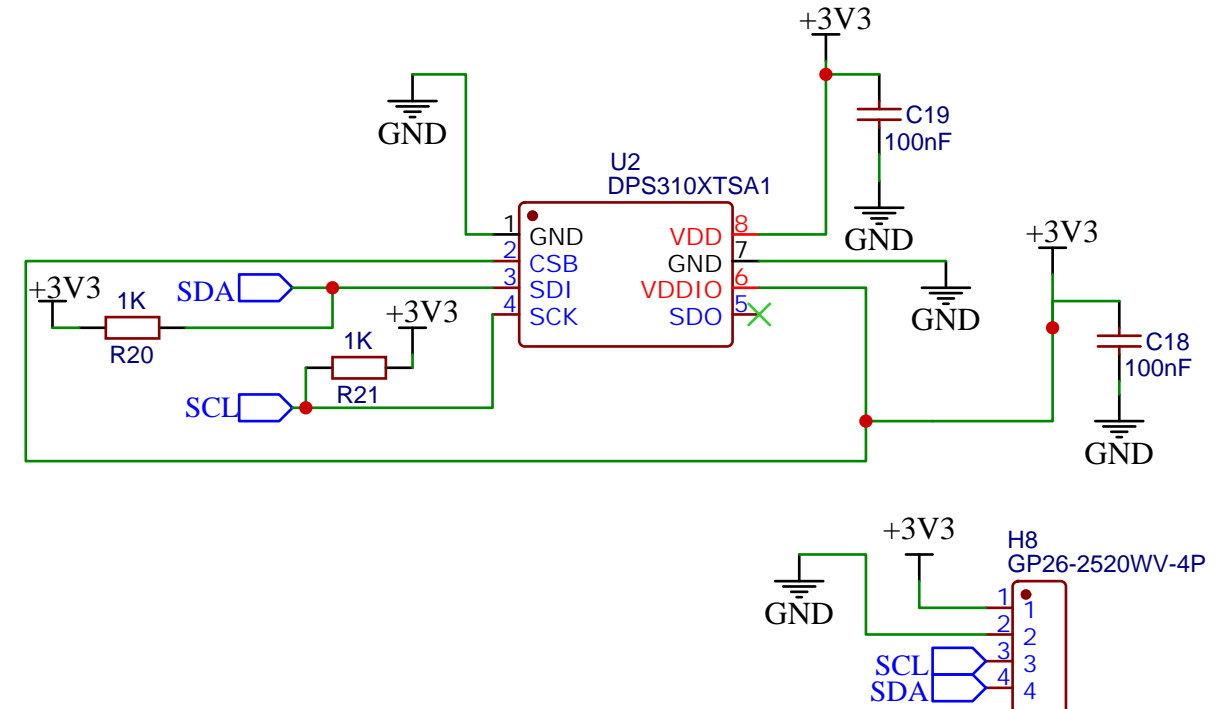 +3V3
GND
C19
100nF
GND
U2
DPS310XTSA1
1 GND
2 CSB
3 SDI
4 SCK
VDD 8
GND 7
VDDIO 6
SDO 5
GND
+3V3
C18
100nF
GND
+3V3
1K
R20
SDA
+3V3
1K
R21
SCL
+3V3
GND
H8
GP26-2520WV-4P
1 1
2 2
SCL 3 3
SDA 4 4